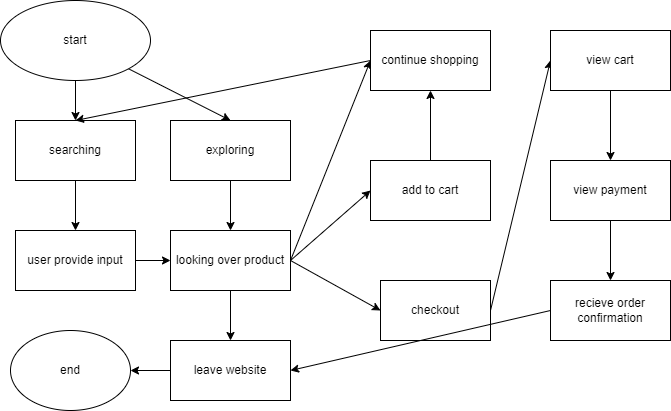 start
continue shopping
view cart
searching
exploring
add to cart
view payment
user provide input
looking over product
checkout
recieve order
confirmation
end
leave website